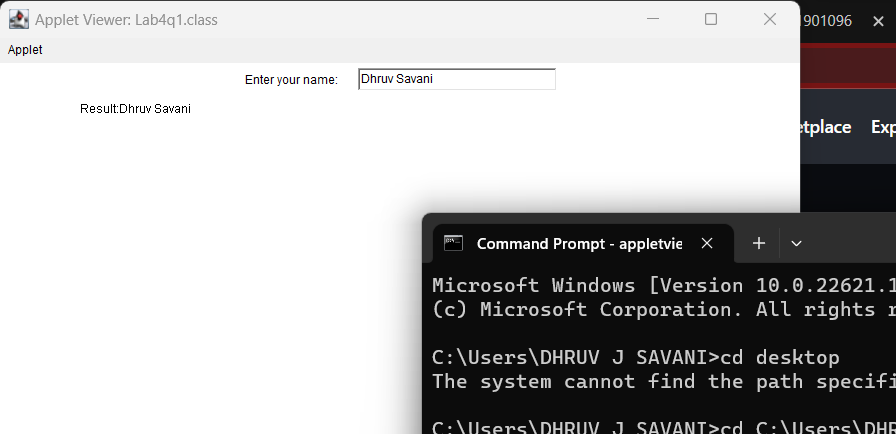 Applet Viewer: Lab4q1.class
1901096
Applet
Enter your name:
Dhruv Savani
Result:Dhruv Savani
etplace
Exp
Command Prompt - appletvie
Microsoft Windows [Version 10.0.22621.1
(c) Microsoft Corporation. All rights r
C:\Users\DHRUV J SAVANI>cd desktop
The system cannot find the path specifi
C:\Users\DHRUV J SAVANI>cd C:\Users\DHR